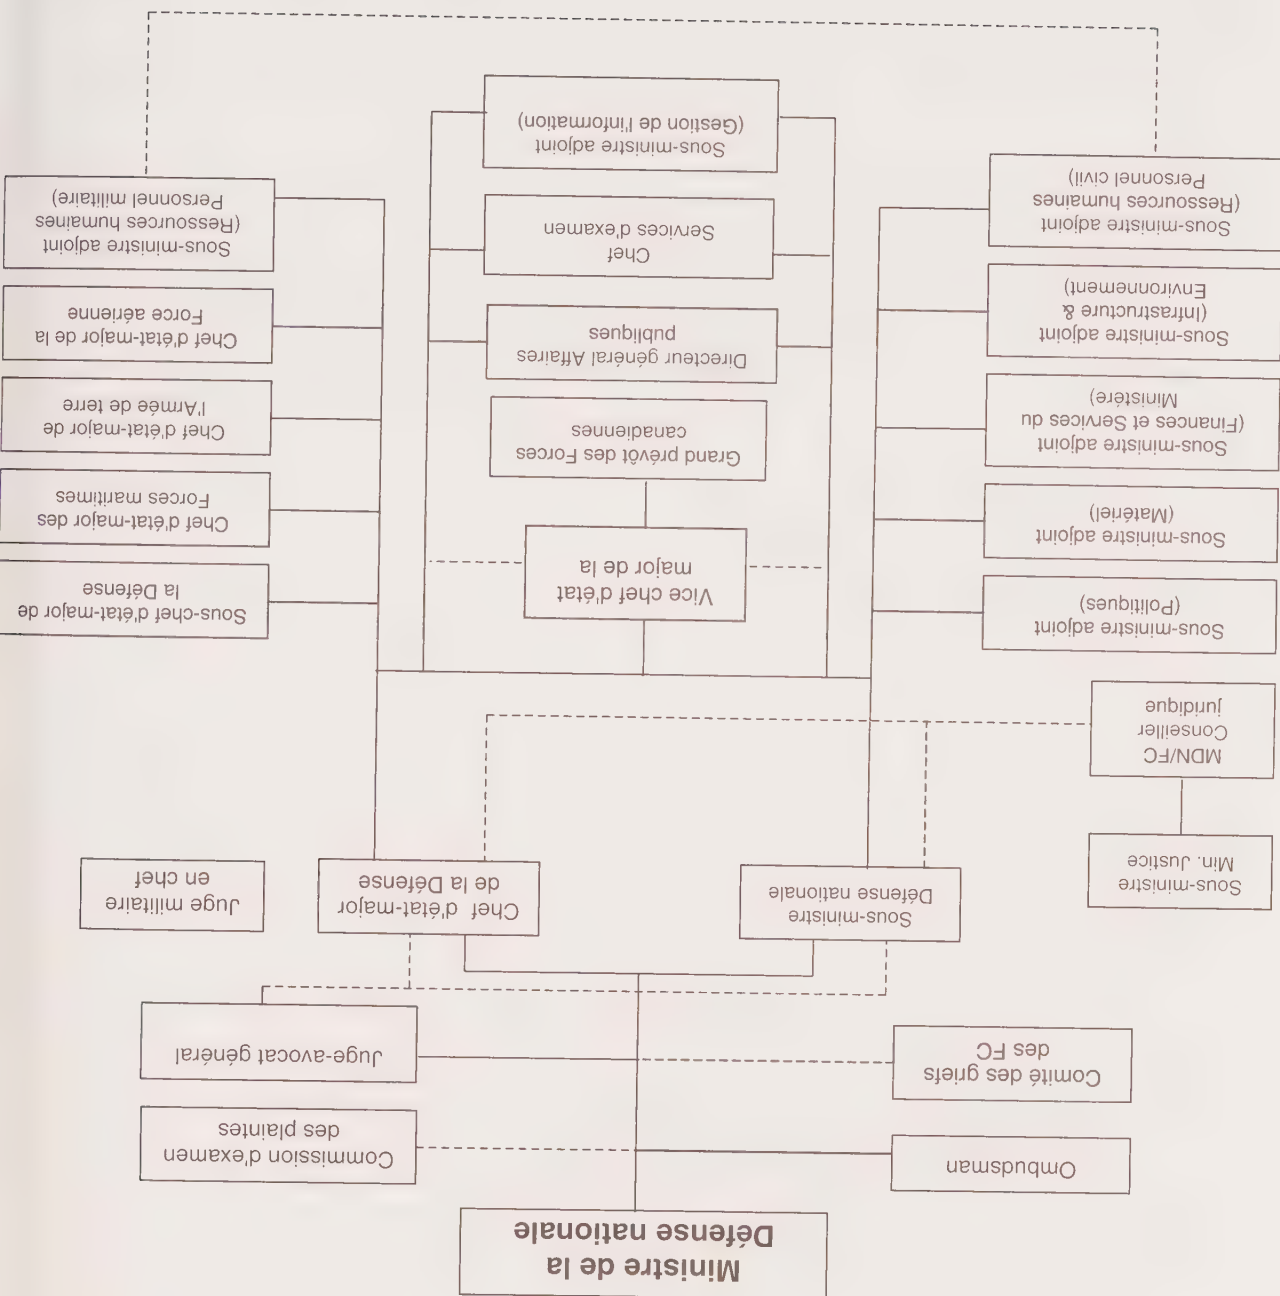 Ministre de la
Défense nationale
Ombudsman
Commission d'examen
des plaintes
Comité des griefs
des FC
Juge-avocat général
Sous-ministre
Min. Justice
Sous-ministre
Défense nationale
Chef d'état-major
de la Défense
Juge militaire
en chef
MDN/FC
Conseiller
juridique
Sous-ministre adjoint
(Politiques)
Sous-ministre adjoint
(Matériel)
Sous-ministre adjoint
(Finances et Services du
Ministére)
Sous-ministre adjoint
(Infrastructure &
Environnement)
Sous-ministre adjoint
(Ressources humaines
Personnel civil)
Vice chef d'état
major de la
Grand prévôt des Forces
canadiennes
Directeur général Affaires
publiques
Chef
Services d'examen
Sous-ministre adjoint
(Gestion de l'information)
Sous-chef d'état-major de
la Défense
Chef d'état-major des
Forces maritimes
Chef d'état-major de
l'Armée de terre
Chef d'état-major de la
Force aérienne
Sous-ministre adjoint
(Ressources humaines
Personnel militaire)